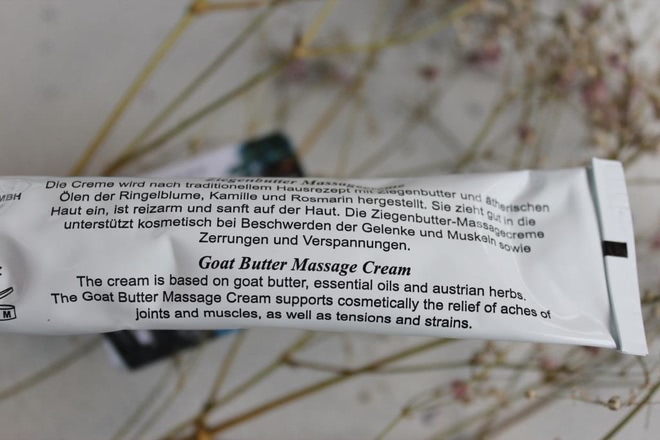 Ziegenbutter Massagecreme
Die Creme wird nach traditionellem Hausrezept mit Ziegenbutter und ätherischen
Ölen der Ringelblume, Kamille und Rosmarin hergestellt. Sie zieht gut in die
Haut ein, ist reizarm und sanft auf der Haut. Die Ziegenbutter-Massagecreme
unterstützt kosmetisch bei Beschwerden der Gelenke und Muskeln sowie
Zerrungen und Verspannungen.
Goat Butter Massage Cream
The cream is based on goat butter, essential oils and austrian herbs.
The Goat Butter Massage Cream supports cosmetically the relief of aches of
joints and muscles, as well as tensions and strains.
M